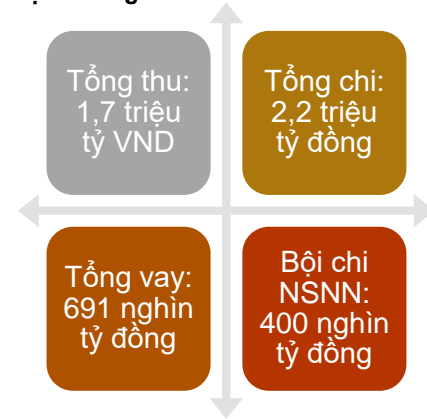 Tổng thu:
1,7 triệu
tỷ VND
Tổng chi:
2,2 triệu
tỷ đồng
Tổng vay:
691 nghìn
tỷ đồng
Bội chi
NSNN:
400 nghìn
tỷ đồng